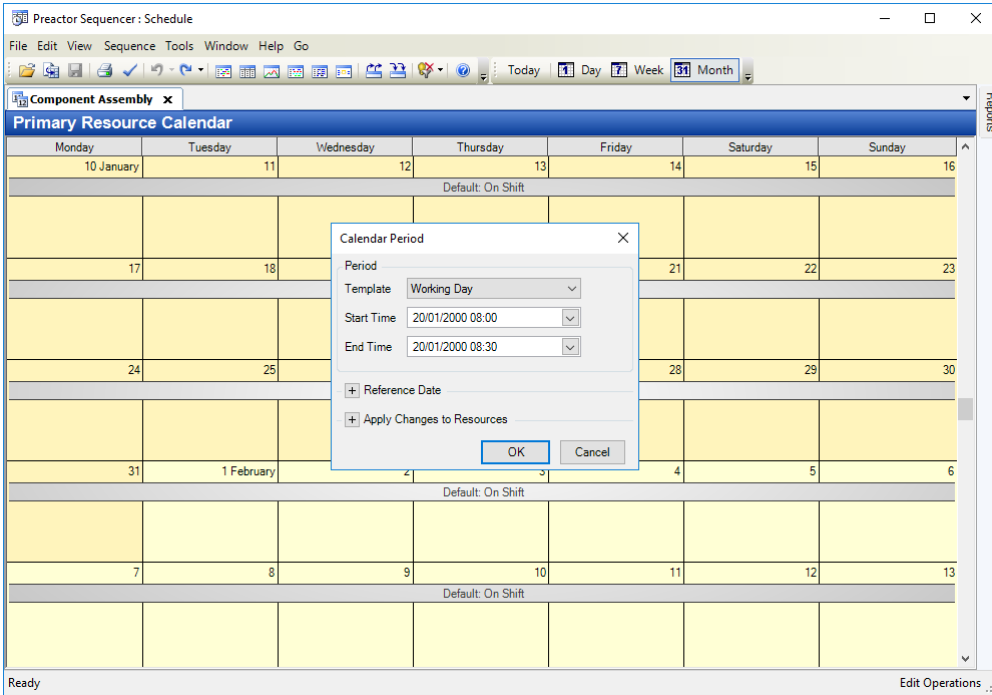 Preactor Sequencer : Schedule
File Edit View Sequence Tools Window Help Go
Today 1 Day 7 Week 31 Month
Component Assembly
Reports
Primary Resource Calendar
Monday Tuesday Wednesday Thursday Friday Saturday Sunday
10 January 11 12 13 14 15 16
Default: On Shift
17 18 21 22 23
24 25 28 29 30
31 1 February 2 3 4 5 6
Default: On Shift
7 8 9 10 11 12 13
Default: On Shift
Calendar Period
Period
Template Working Day
Start Time 20/01/2000 08:00
End Time 20/01/2000 08:30
+ Reference Date
+ Apply Changes to Resources
OK Cancel
Ready Edit Operations